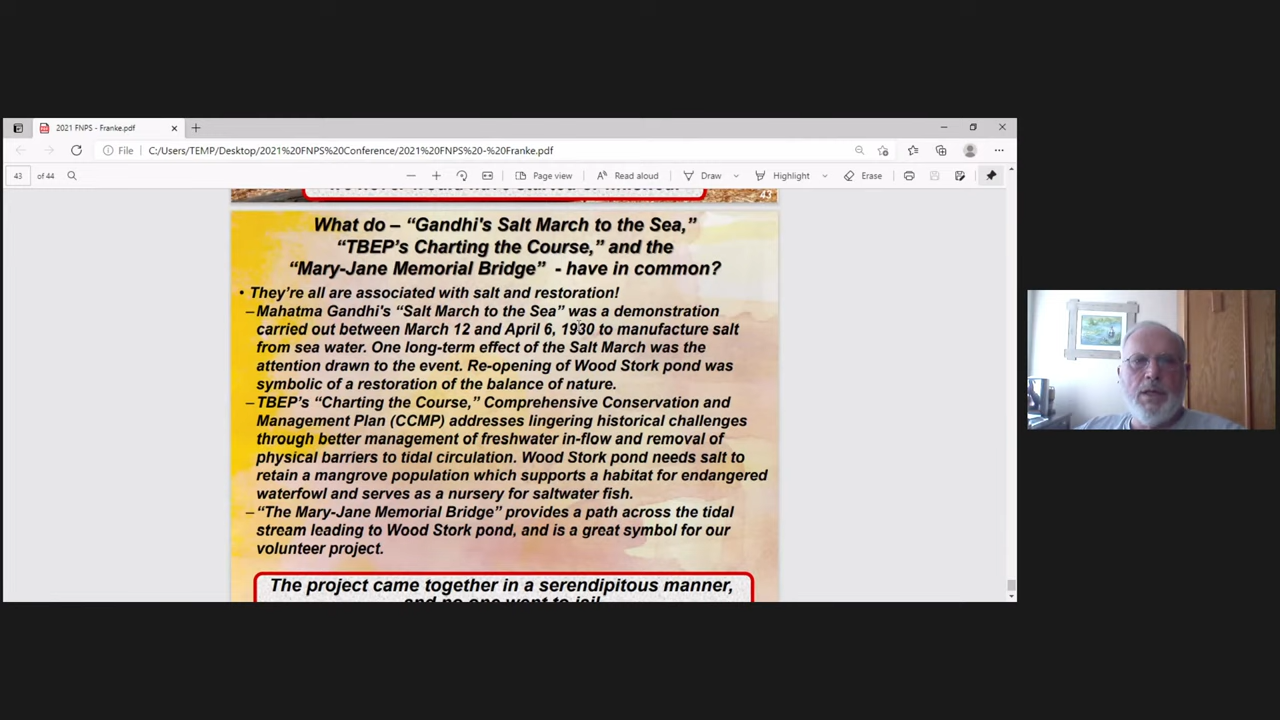 2021 FNPS - Franke.pdf
File C:/Users/TEMP/Desktop/2021%20FNPS%20Conference/2021%20FNPS%20-%20Franke.pdf
43 of 44 Page view Read aloud Draw Highlight Erase
43
What do – “Gandhi's Salt March to the Sea,”
“TBEP’s Charting the Course,” and the
“Mary-Jane Memorial Bridge” - have in common?
• They’re all are associated with salt and restoration!
– Mahatma Gandhi's “Salt March to the Sea” was a demonstration
carried out between March 12 and April 6, 1930 to manufacture salt
from sea water. One long-term effect of the Salt March was the
attention drawn to the event. Re-opening of Wood Stork pond was
symbolic of a restoration of the balance of nature.
– TBEP’s “Charting the Course,” Comprehensive Conservation and
Management Plan (CCMP) addresses lingering historical challenges
through better management of freshwater in-flow and removal of
physical barriers to tidal circulation. Wood Stork pond needs salt to
retain a mangrove population which supports a habitat for endangered
waterfowl and serves as a nursery for saltwater fish.
– “The Mary-Jane Memorial Bridge” provides a path across the tidal
stream leading to Wood Stork pond, and is a great symbol for our
volunteer project.
The project came together in a serendipitous manner,
and no one went to jail